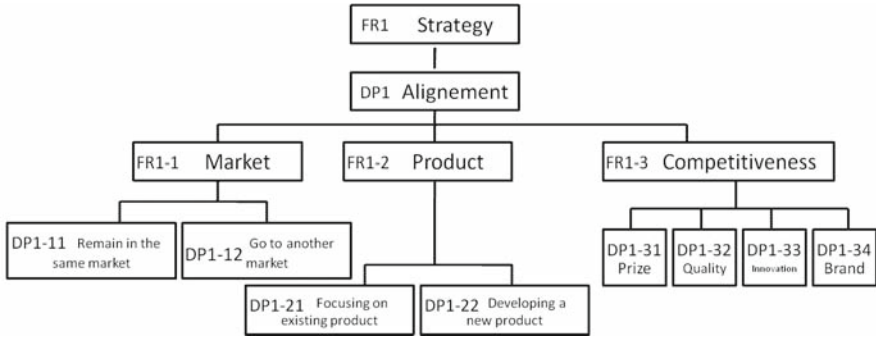 FR1 Strategy
DP1 Alignement
FR1-1 Market
FR1-2 Product
FR1-3 Competitiveness
DP1-11 Remain in the
same market
DP1-12 Go to another
market
DP1-31
Prize
DP1-32
Quality
DP1-33
Innovation
DP1-34
Brand
DP1-21 Focusing on
existing product
DP1-22 Developing a
new product